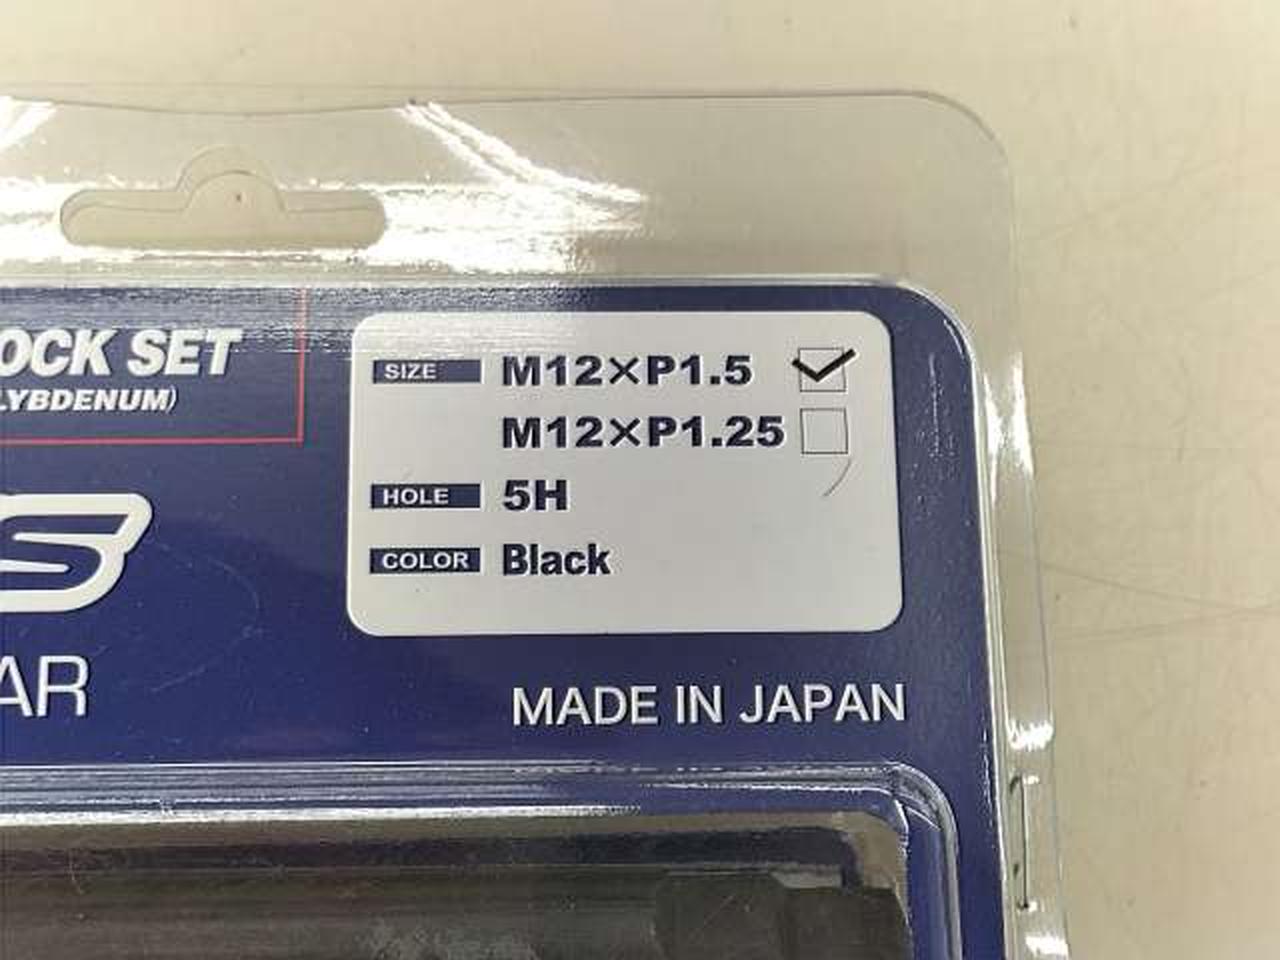 OCK SET
LYBDENUM)
SIZE M12×P1.5
M12×P1.25
HOLE 5H
COLOR Black
S
AR
MADE IN JAPAN